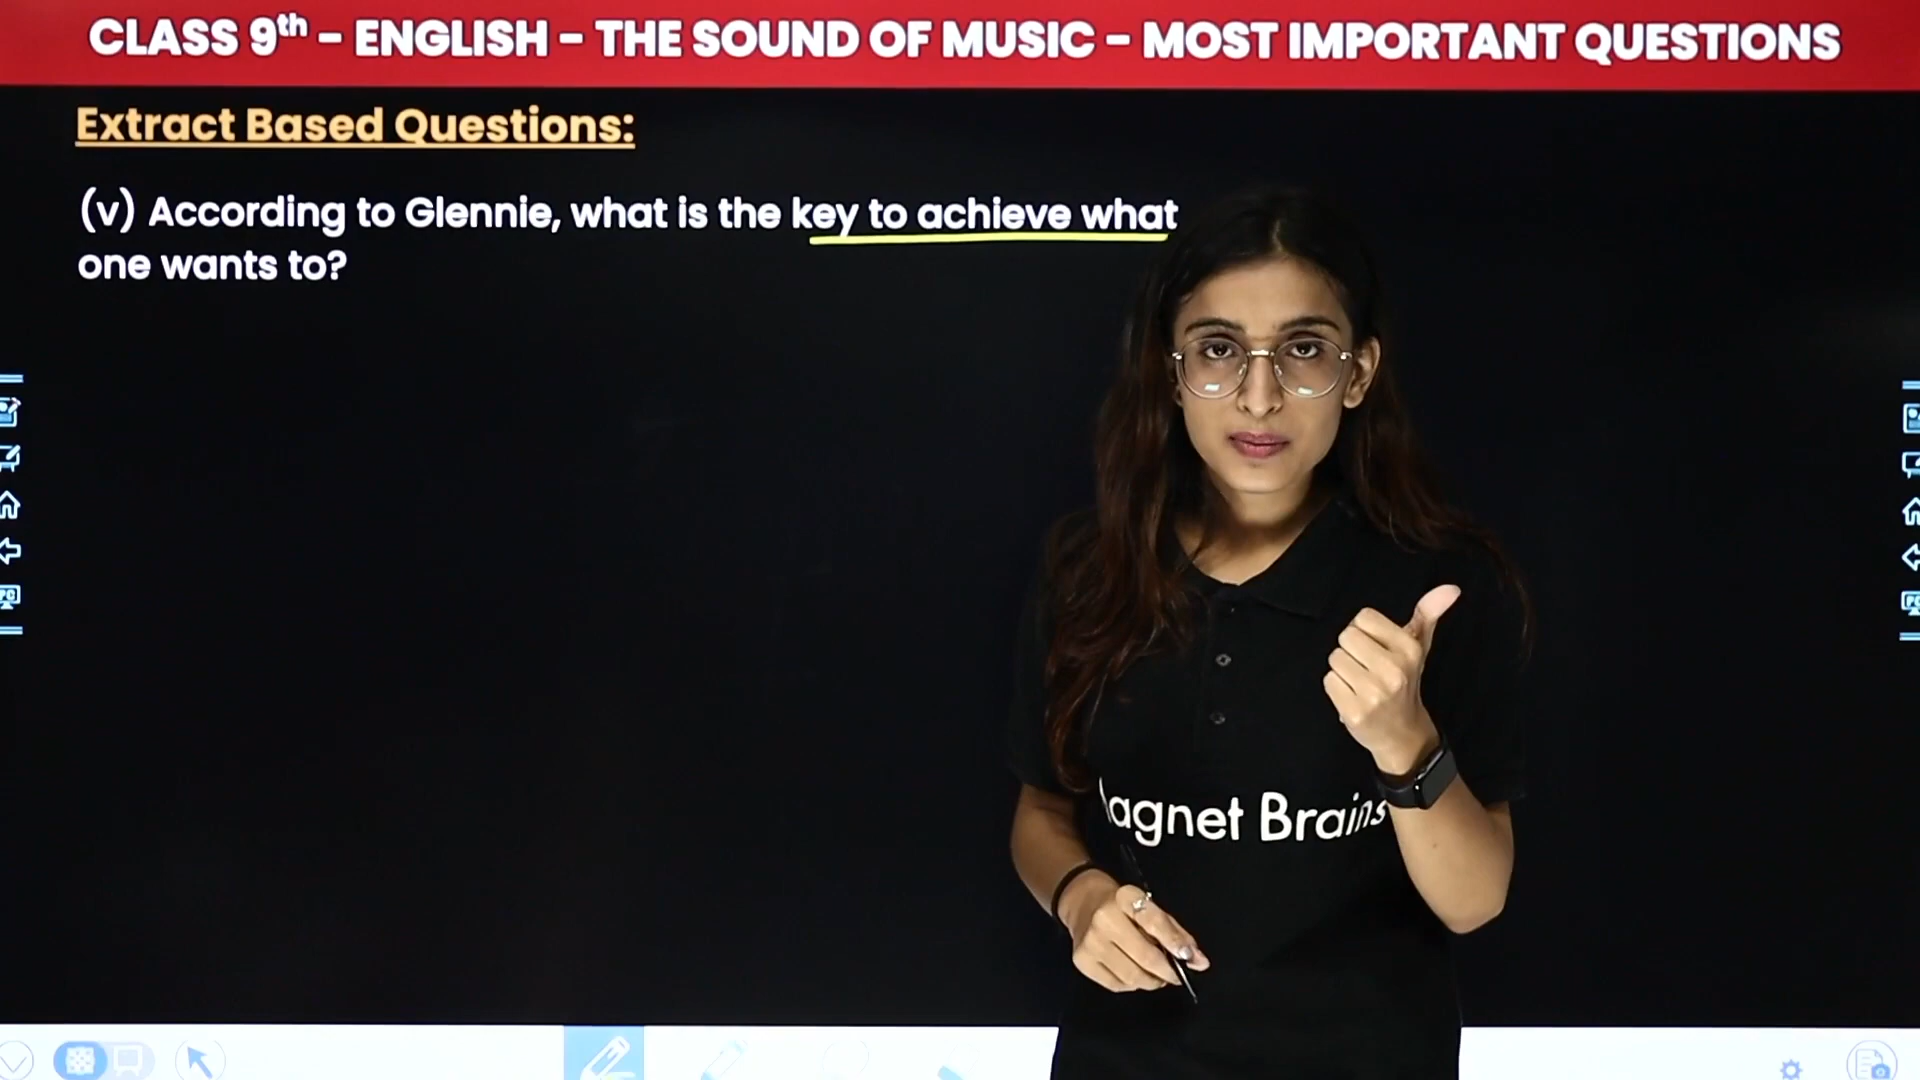 CLASS 9th – ENGLISH – THE SOUND OF MUSIC – MOST IMPORTANT QUESTIONS
Extract Based Questions:
(v) According to Glennie, what is the key to achieve what
one wants to?
agnet Brains
PC